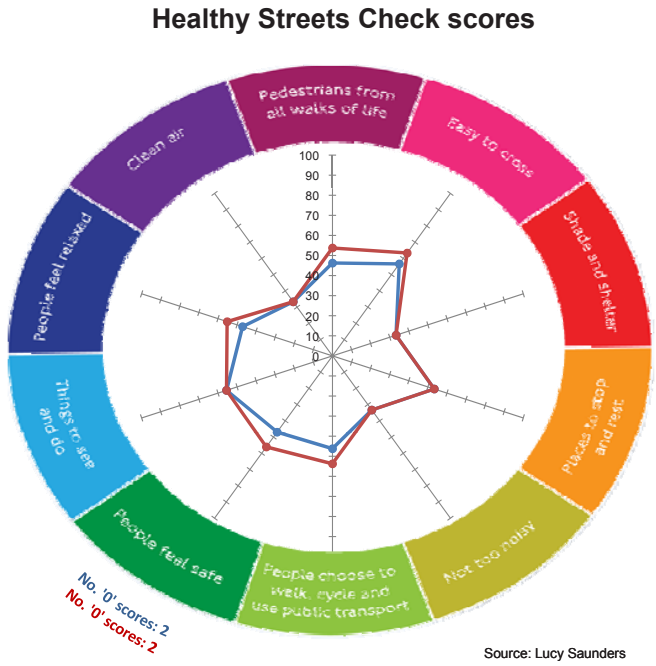 Healthy Streets Check scores
Pedestrians from
all walks of life
Easy to cross
Shade and shelter
Places to stop
and rest
Not too noisy
People choose to
walk, cycle and
use public transport
People feel safe
Things to see
and do
People feel relaxed
Clean air
100
90
80
70
60
50
40
30
20
10
0
No. '0' scores: 2
No. '0' scores: 2
Source: Lucy Saunders